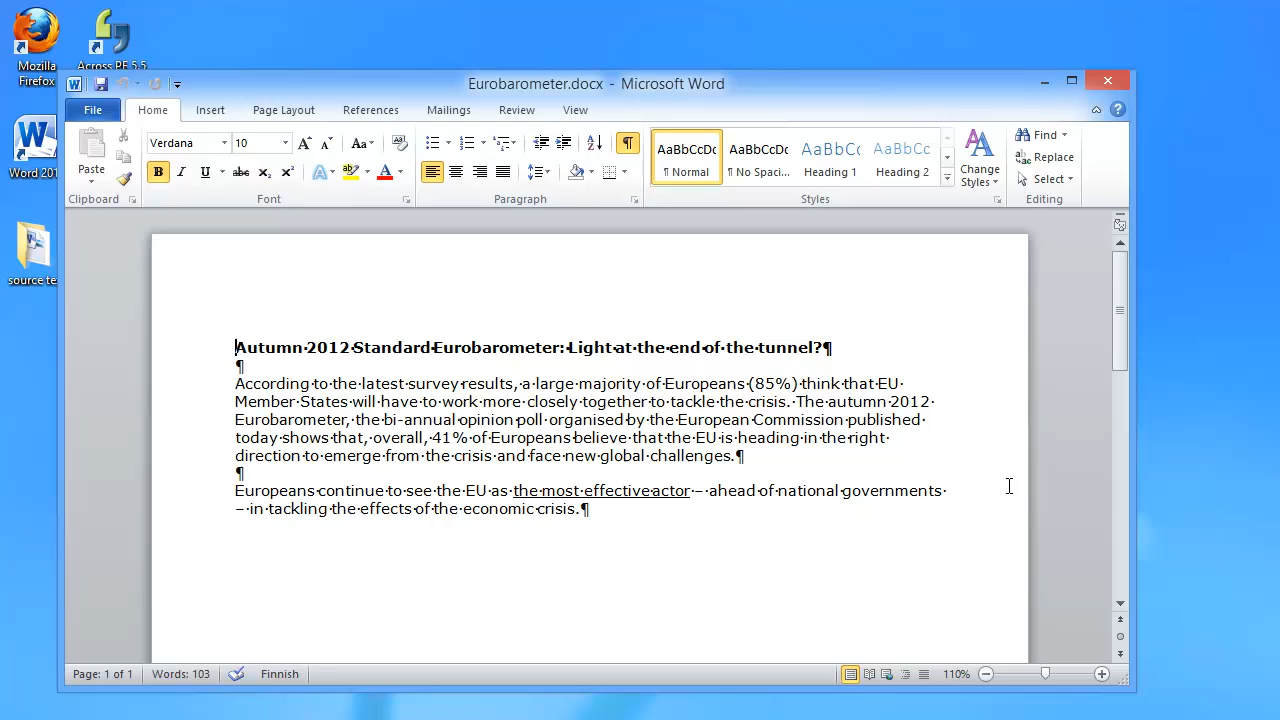 Mozilla
Firefox
Across PE 5.5
Word 201
source te
Eurobarometer.docx - Microsoft Word
File Home Insert Page Layout References Mailings Review View
Paste
Verdana 10
Aa
B I U abc X₂ X² A ab A
AaBbCcDc AaBbCcDc AaBbCc AaBbCc
¶ Normal ¶ No Spaci... Heading 1 Heading 2
Change
Styles
Find
Replace
Select
Clipboard Font Paragraph Styles Editing
Autumn·2012·Standard·Eurobarometer:·Light·at·the·end·of·the·tunnel?¶
¶
According·to·the·latest·survey·results,·a·large·majority·of·Europeans·(85%)·think·that·EU·
Member·States·will·have·to·work·more·closely·together·to·tackle·the·crisis.·The·autumn·2012·
Eurobarometer,·the·bi-annual·opinion·poll·organised·by·the·European·Commission·published·
today·shows·that,·overall,·41%·of·Europeans·believe·that·the·EU·is·heading·in·the·right·
direction·to·emerge·from·the·crisis·and·face·new·global·challenges.¶
¶
Europeans·continue·to·see·the·EU·as·the·most·effective·actor·–·ahead·of·national·governments·
–·in·tackling·the·effects·of·the·economic·crisis.¶
Page: 1 of 1 Words: 103 Finnish 110%